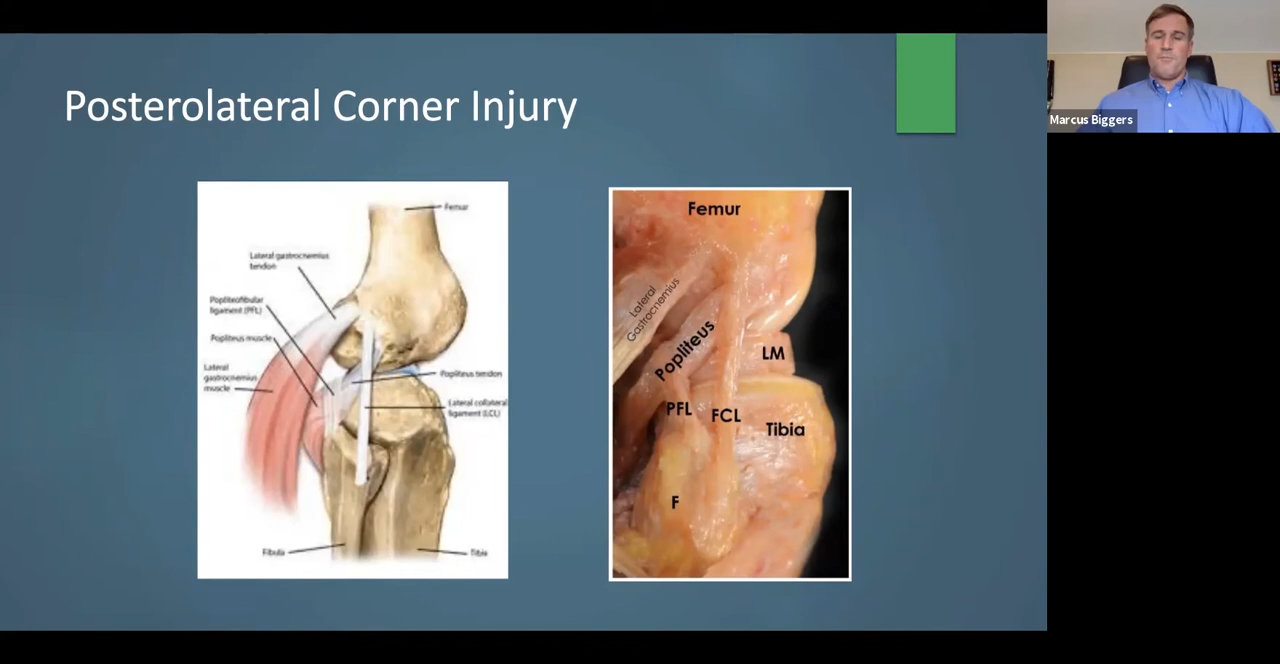 Posterolateral Corner Injury
Femur
Lateral gastrocnemius
tendon
Popliteofibular
ligament (PFL)
Popliteus muscle
Lateral
gastrocnemius
muscle
Popliteus tendon
Lateral collateral
ligament (LCL)
Fibula
Tibia
Femur
Lateral
Gastrocnemius
Popliteus
LM
PFL
FCL
Tibia
F
Marcus Biggers